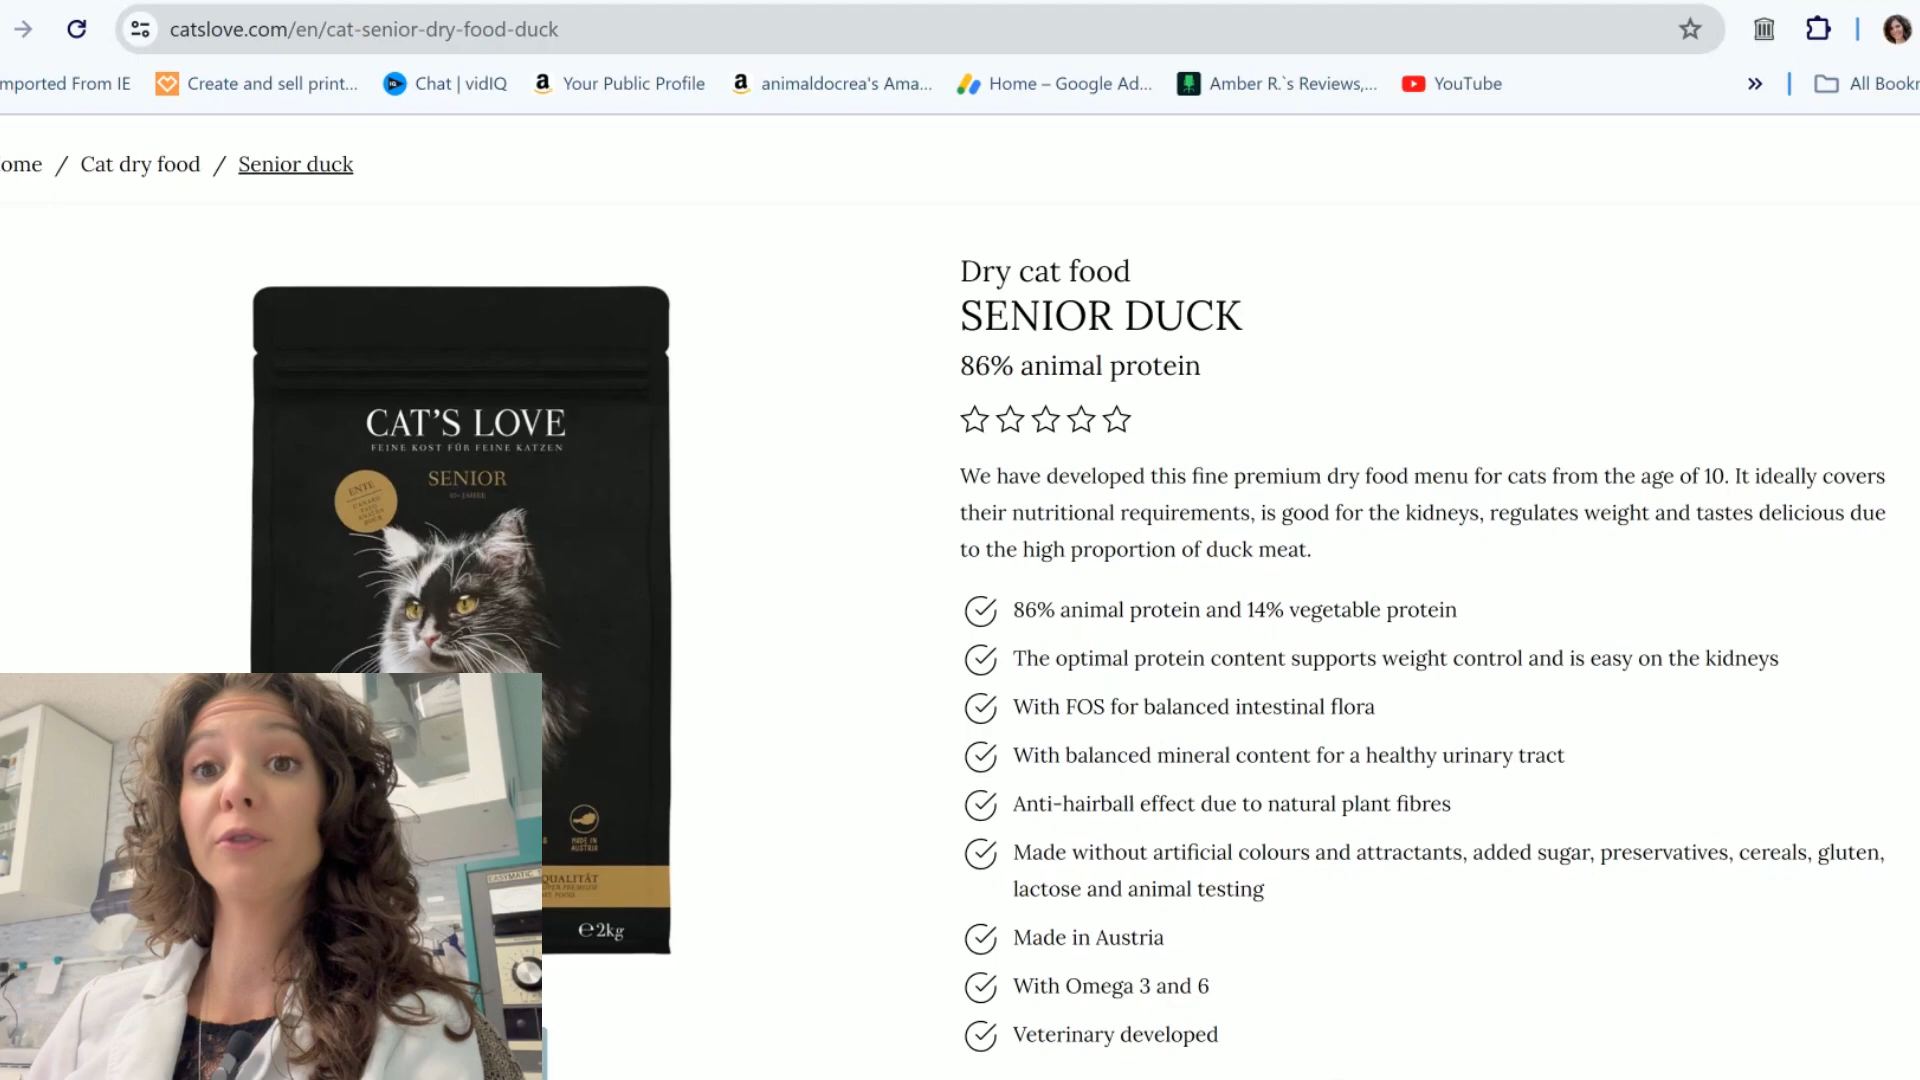 catslove.com/en/cat-senior-dry-food-duck
mported From IE
Create and sell print...
Chat | vidIQ
Your Public Profile
animaldocrea's Ama...
Home – Google Ad...
Amber R.`s Reviews,...
YouTube
»
All Bookr
ome / Cat dry food / Senior duck
Dry cat food
SENIOR DUCK
86% animal protein
We have developed this fine premium dry food menu for cats from the age of 10. It ideally covers
their nutritional requirements, is good for the kidneys, regulates weight and tastes delicious due
to the high proportion of duck meat.
86% animal protein and 14% vegetable protein
The optimal protein content supports weight control and is easy on the kidneys
With FOS for balanced intestinal flora
With balanced mineral content for a healthy urinary tract
Anti-hairball effect due to natural plant fibres
Made without artificial colours and attractants, added sugar, preservatives, cereals, gluten,
lactose and animal testing
Made in Austria
With Omega 3 and 6
Veterinary developed
CAT'S LOVE
FEINE KOST FÜR FEINE KATZEN
SENIOR
10+ JAHRE
ENTE
MADE IN
AUSTRIA
QUALITÄT
℮2kg
EASYMATIC